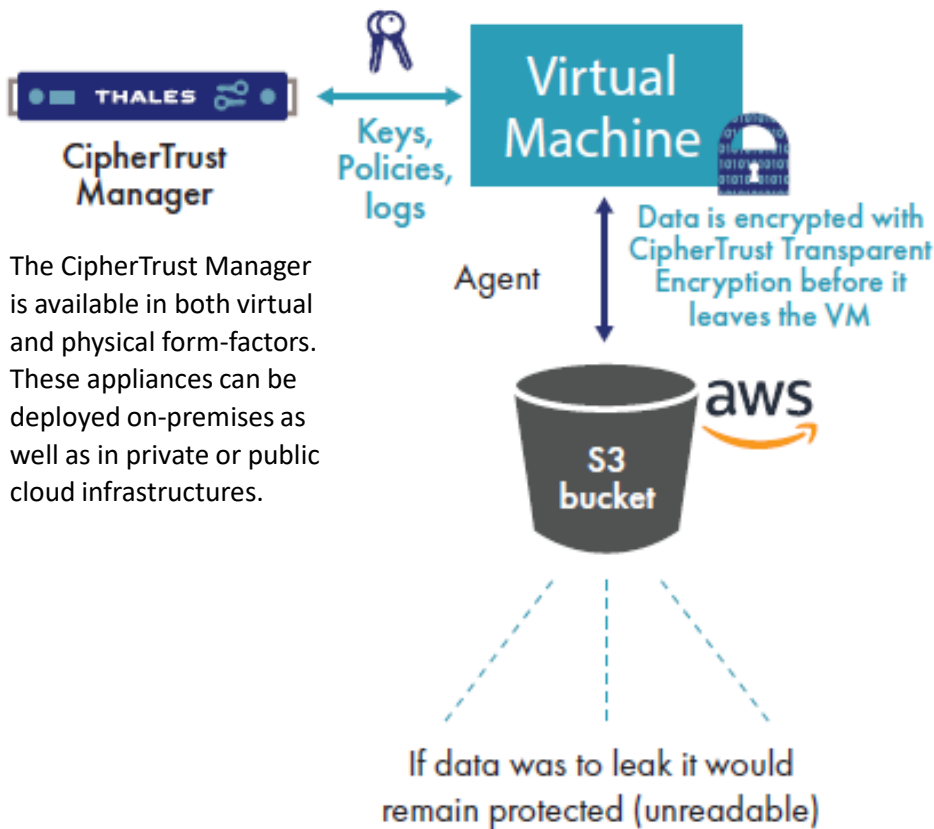 THALES
CipherTrust
Manager
Keys,
Policies,
logs
Virtual
Machine
Data is encrypted with
CipherTrust Transparent
Encryption before it
leaves the VM
The CipherTrust Manager
is available in both virtual
and physical form-factors.
These appliances can be
deployed on-premises as
well as in private or public
cloud infrastructures.
Agent
aws
S3
bucket
If data was to leak it would
remain protected (unreadable)